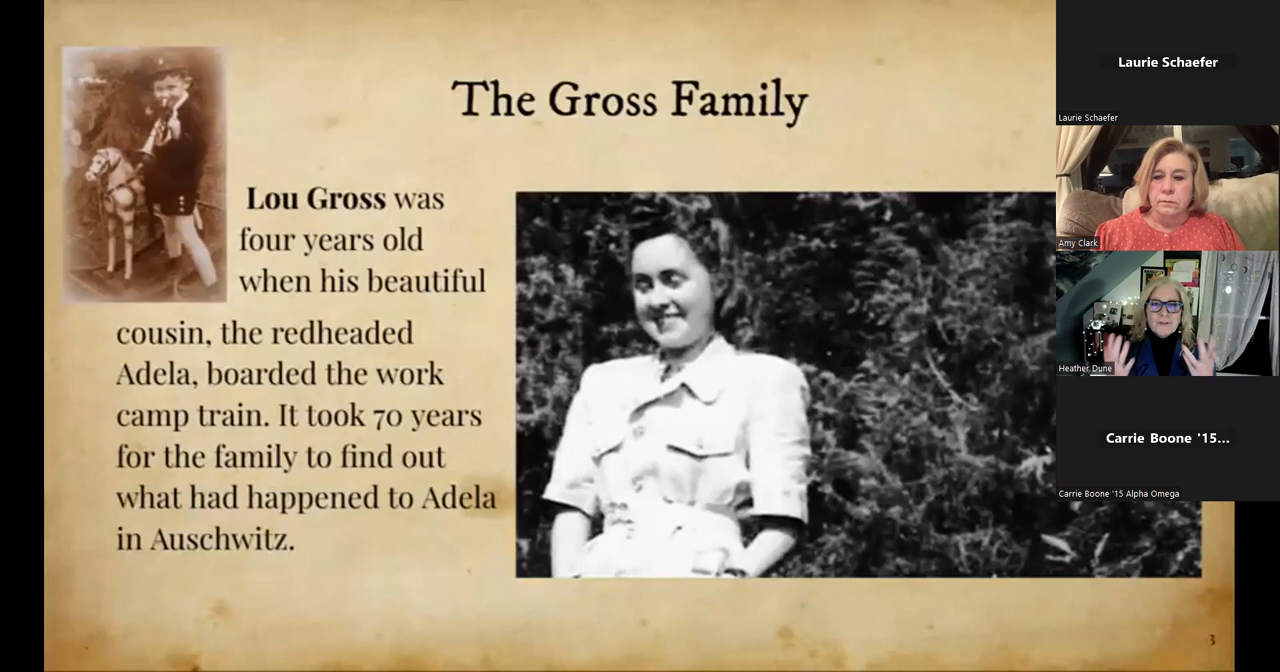 The Gross Family
Lou Gross was
four years old
when his beautiful
cousin, the redheaded
Adela, boarded the work
camp train. It took 70 years
for the family to find out
what had happened to Adela
in Auschwitz.
3
Laurie Schaefer
Laurie Schaefer
Amy Clark
Heather Dune
Carrie Boone '15...
Carrie Boone '15 Alpha Omega